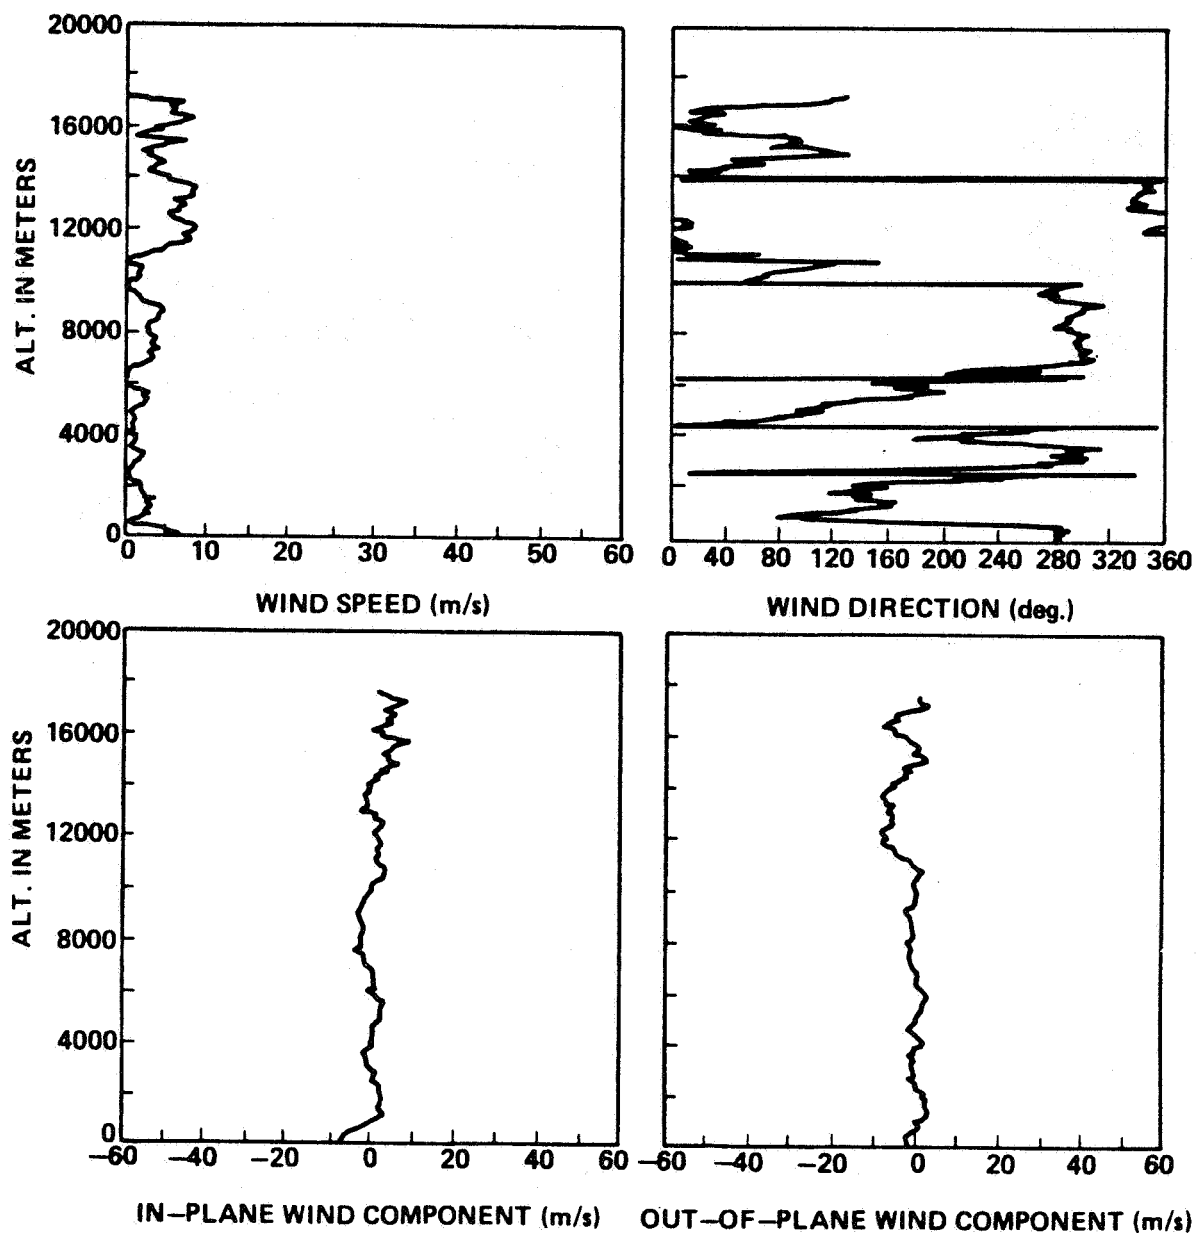 20000
16000
12000
8000
4000
0
ALT. IN METERS
0 10 20 30 40 50 60
WIND SPEED (m/s)
0 40 80 120 160 200 240 280 320 360
WIND DIRECTION (deg.)
20000
16000
12000
8000
4000
0
ALT. IN METERS
−60 −40 −20 0 20 40 60
IN−PLANE WIND COMPONENT (m/s)
−60 −40 −20 0 20 40 60
OUT−OF−PLANE WIND COMPONENT (m/s)